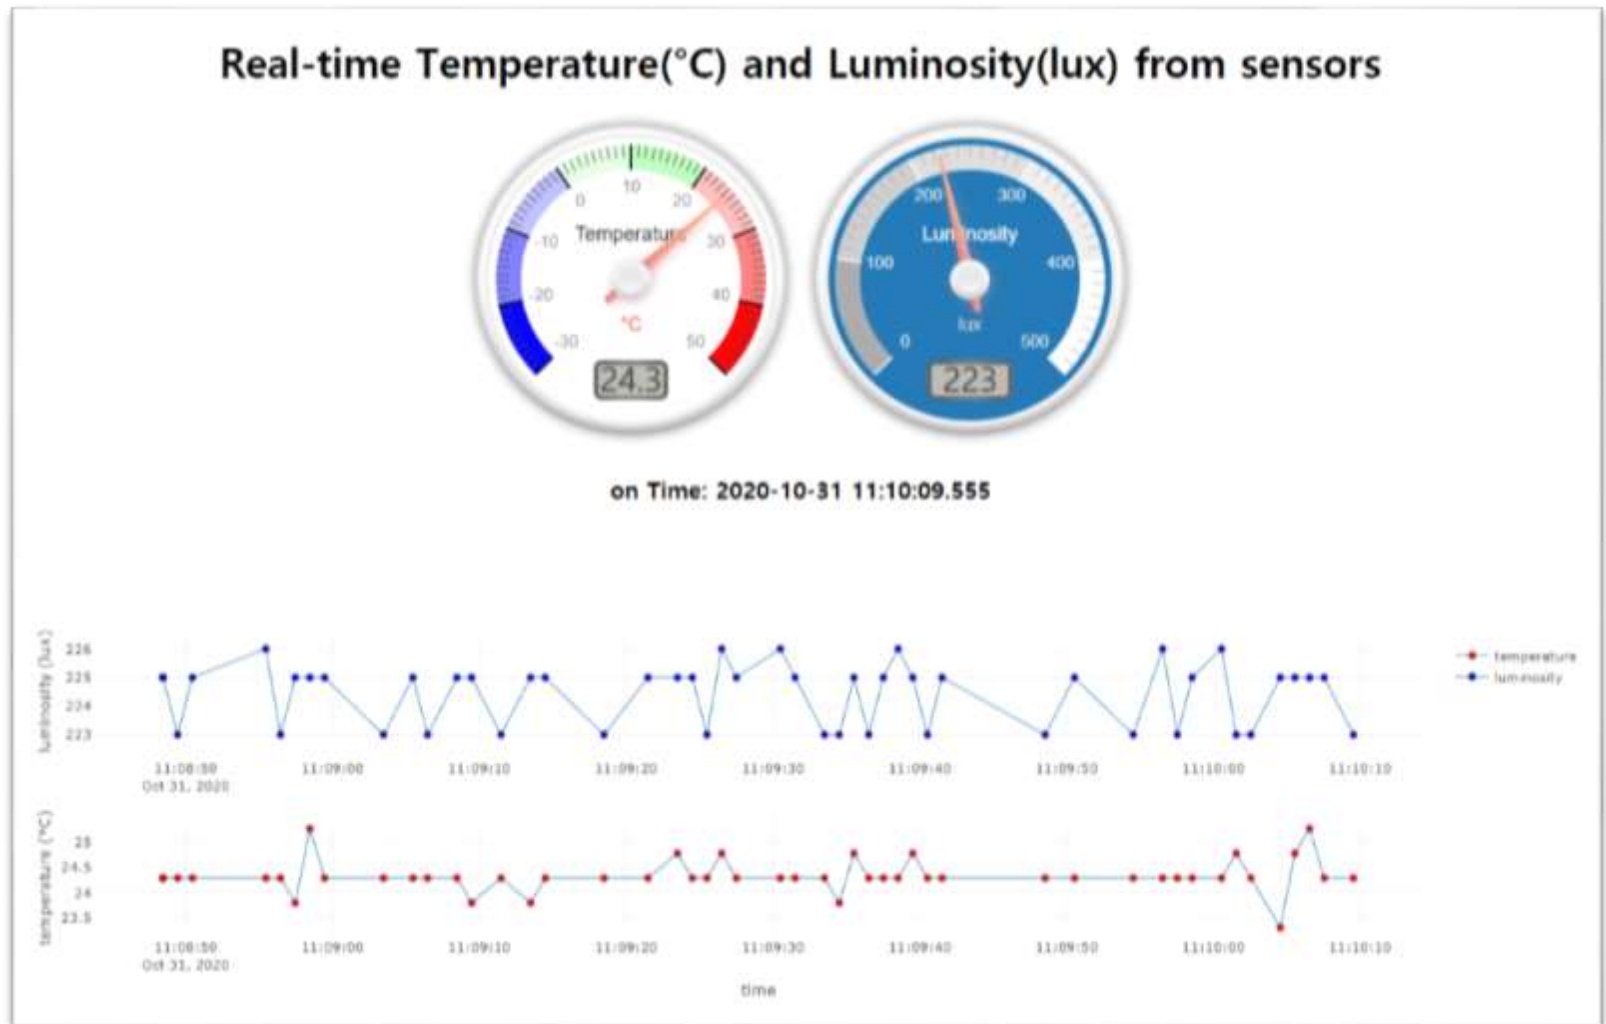 Real-time Temperature(°C) and Luminosity(lux) from sensors
-30 -20 -10 0 10 20 30 40 50
Temperature
°C
24.3
0 100 200 300 400 500
Luminosity
lux
223
on Time: 2020-10-31 11:10:09.555
luminosity (lux)
226
225
224
223
11:08:50 11:09:00 11:09:10 11:09:20 11:09:30 11:09:40 11:09:50 11:10:00 11:10:10
Oct 31, 2020
temperature
luminosity
temperature (°C)
25
24.5
24
23.5
11:08:50 11:09:00 11:09:10 11:09:20 11:09:30 11:09:40 11:09:50 11:10:00 11:10:10
Oct 31, 2020
time